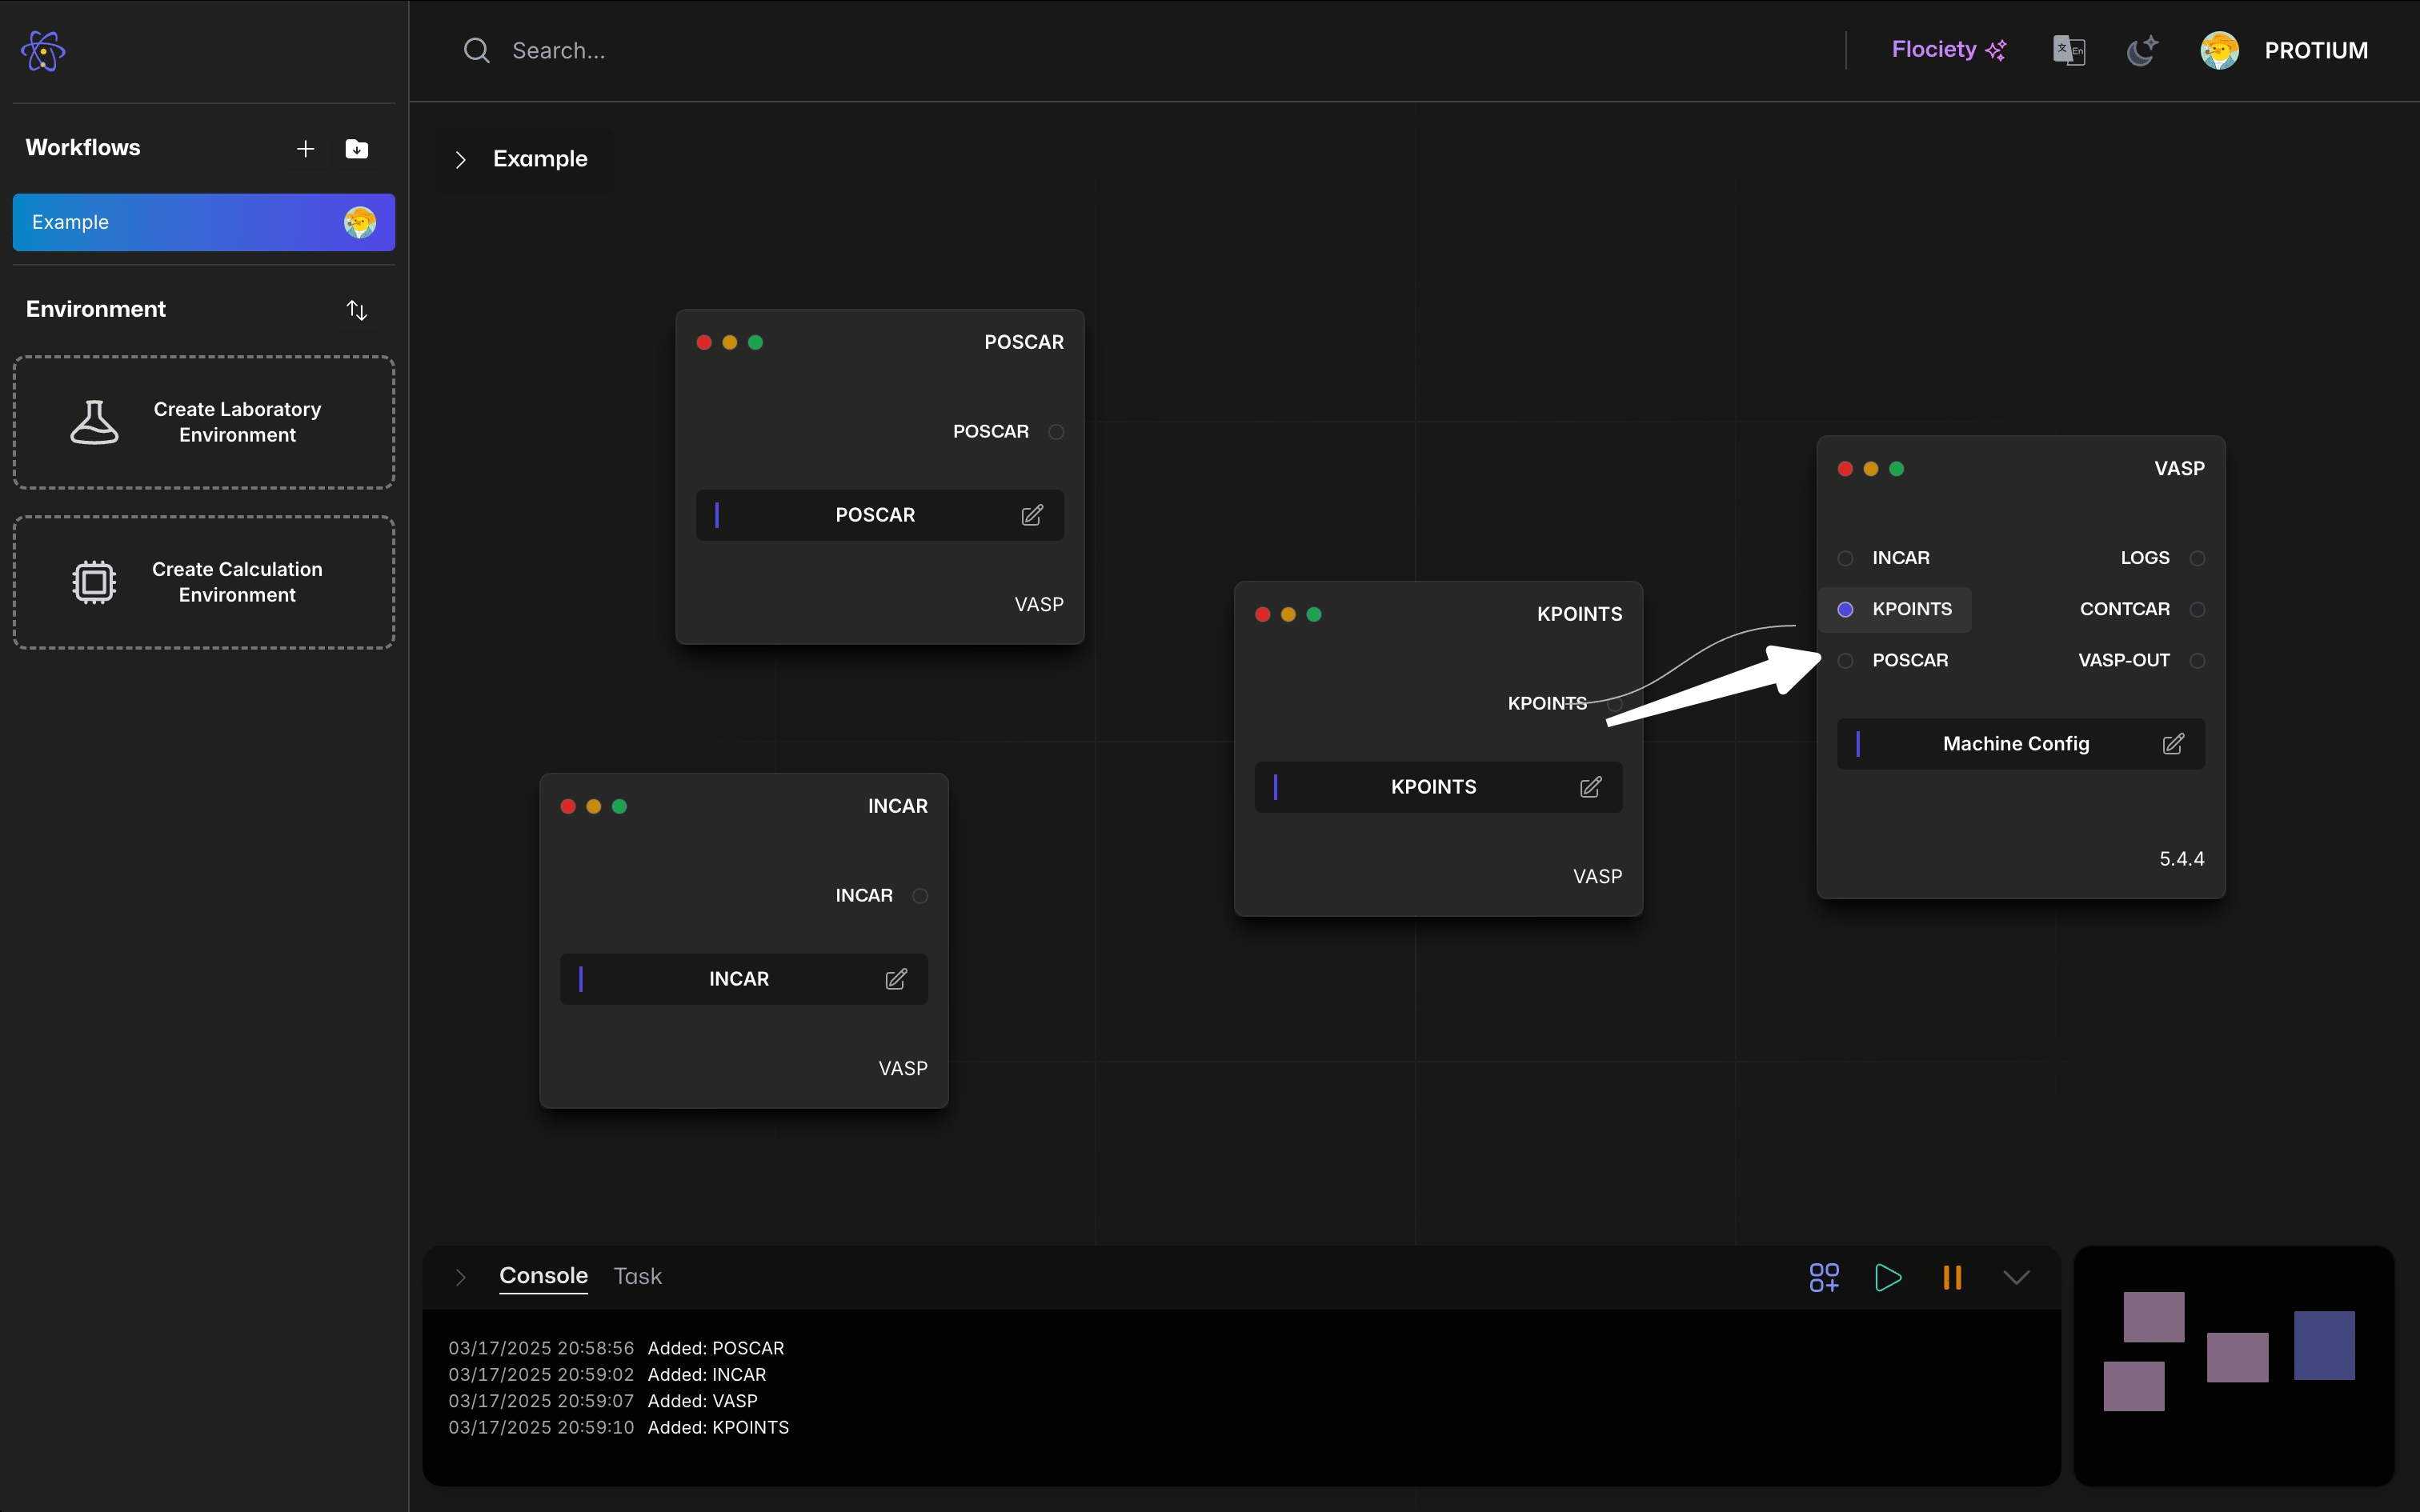 Search...
Flociety
文
En
PROTIUM
Workflows
Example
Environment
Create Laboratory
Environment
Create Calculation
Environment
Example
POSCAR
POSCAR
POSCAR
VASP
INCAR
INCAR
INCAR
VASP
KPOINTS
KPOINTS
KPOINTS
VASP
VASP
INCAR LOGS
KPOINTS CONTCAR
POSCAR VASP-OUT
Machine Config
5.4.4
Console Task
03/17/2025 20:58:56 Added: POSCAR
03/17/2025 20:59:02 Added: INCAR
03/17/2025 20:59:07 Added: VASP
03/17/2025 20:59:10 Added: KPOINTS